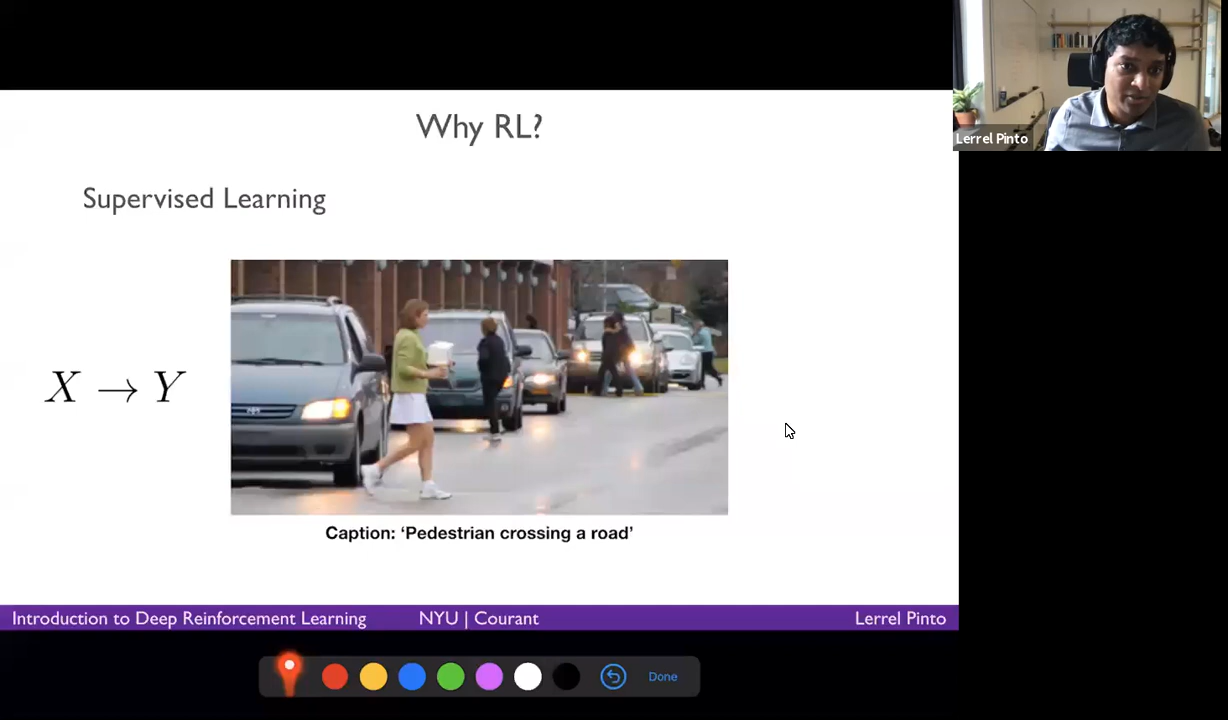 Why RL?
Lerrel Pinto
Supervised Learning
X → Y
Caption: ‘Pedestrian crossing a road’
Introduction to Deep Reinforcement Learning NYU | Courant Lerrel Pinto
Done